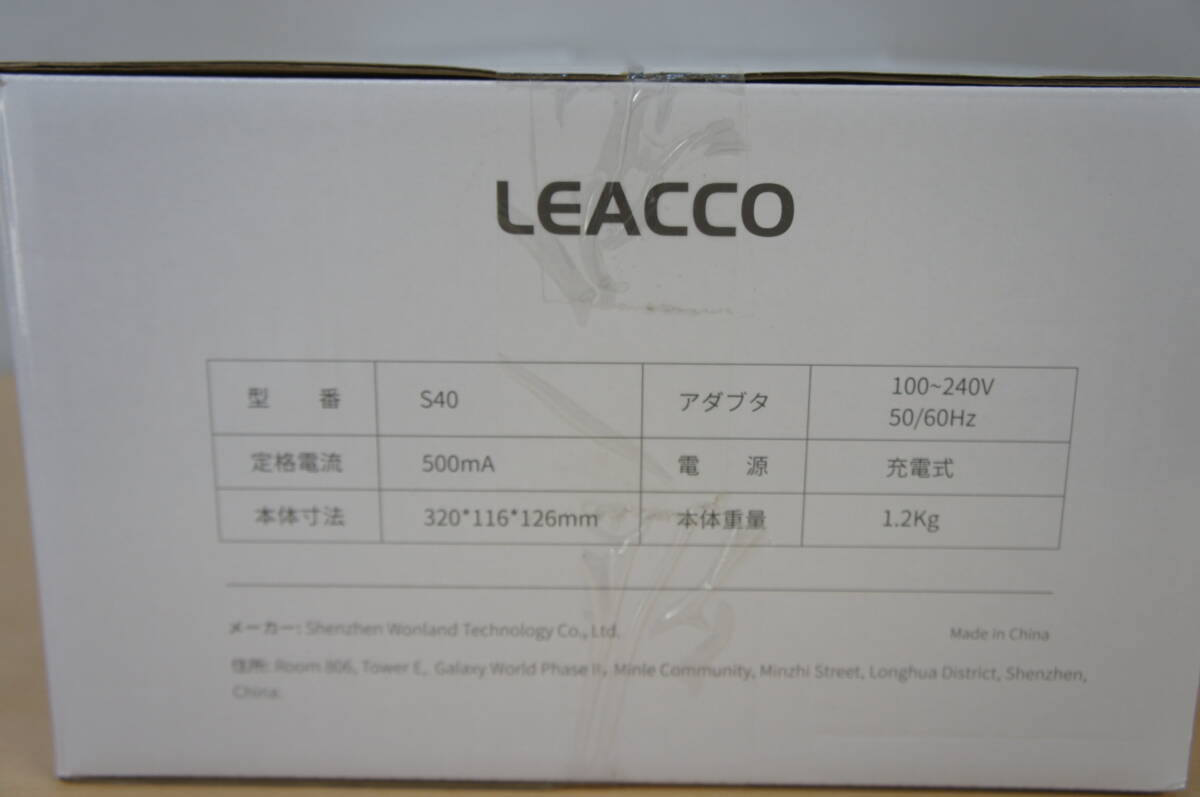 LEACCO
型 番 S40 アダブタ 100~240V
50/60Hz
定格電流 500mA 電 源 充電式
本体寸法 320*116*126mm 本体重量 1.2Kg
メーカー: Shenzhen Wonland Technology Co., Ltd. Made in China
住所: Room 806, Tower E, Galaxy World Phase II, Minle Community, Minzhi Street, Longhua District, Shenzhen,
China.